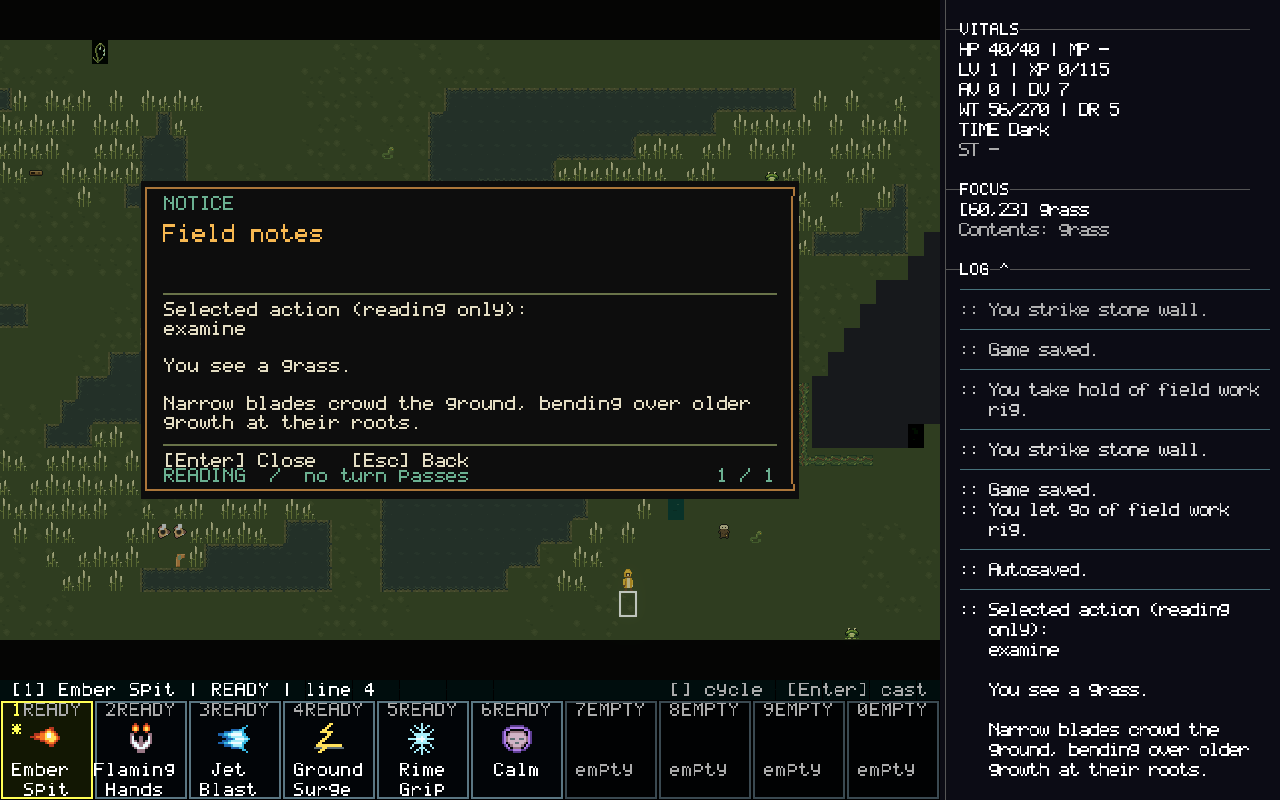 NOTICE
Field notes
Selected action (reading only):
examine
You see a grass.
Narrow blades crowd the ground, bending over older
growth at their roots.
[Enter] Close [Esc] Back
READING / no turn passes 1 / 1
VITALS
HP 40/40 | MP -
LV 1 | XP 0/115
AV 0 | DV 7
WT 56/270 | DR 5
TIME Dark
ST -
FOCUS
[60,23] grass
Contents: grass
LOG ^
:: You strike stone wall.
:: Game saved.
:: You take hold of field work
rig.
:: You strike stone wall.
:: Game saved.
:: You let go of field work
rig.
:: Autosaved.
:: Selected action (reading
only):
examine
You see a grass.
Narrow blades crowd the
ground, bending over older
growth at their roots.
[1] Ember Spit | READY | line 4 [] cycle [Enter] cast
1READY 2READY 3READY 4READY 5READY 6READY 7EMPTY 8EMPTY 9EMPTY 0EMPTY
*
Ember Flaming Jet Ground Rime Calm empty empty empty empty
Spit Hands Blast Surge Grip